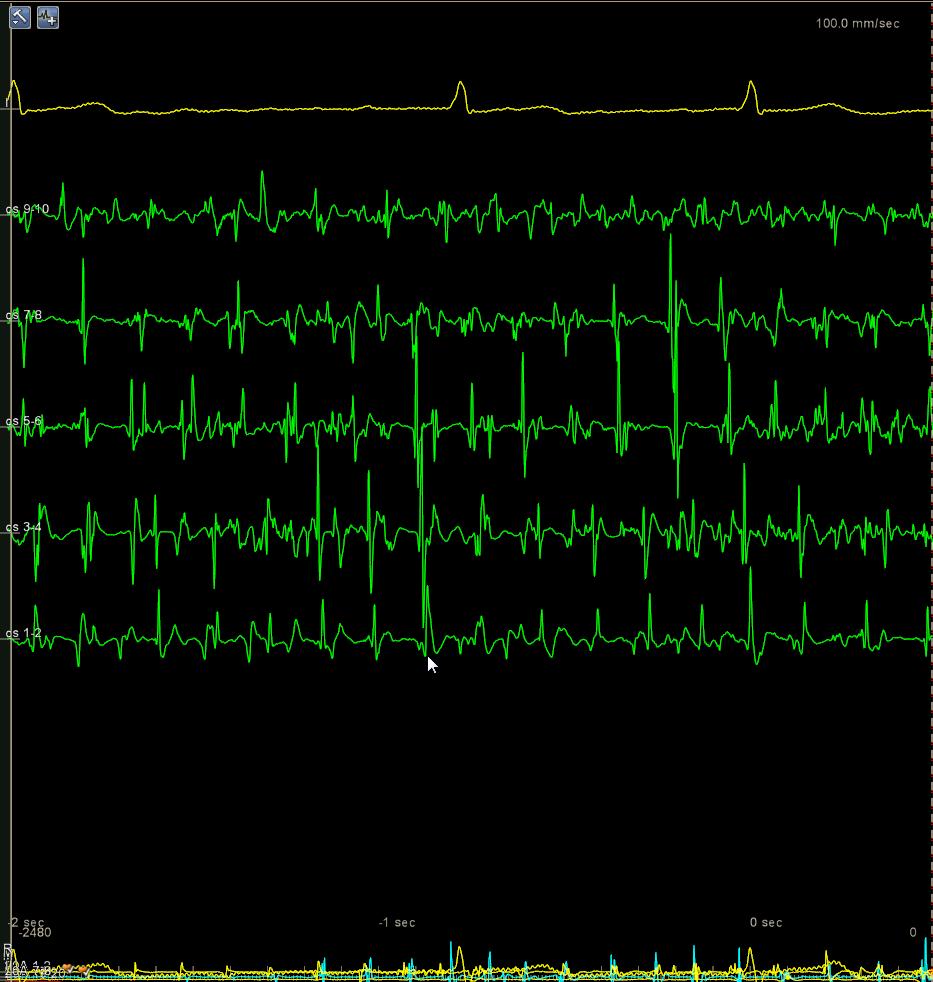 100.0 mm/sec
I
cs 9-10
cs 7-8
cs 5-6
cs 3-4
cs 1-2
-2 sec
-1 sec
0 sec
-2480
0